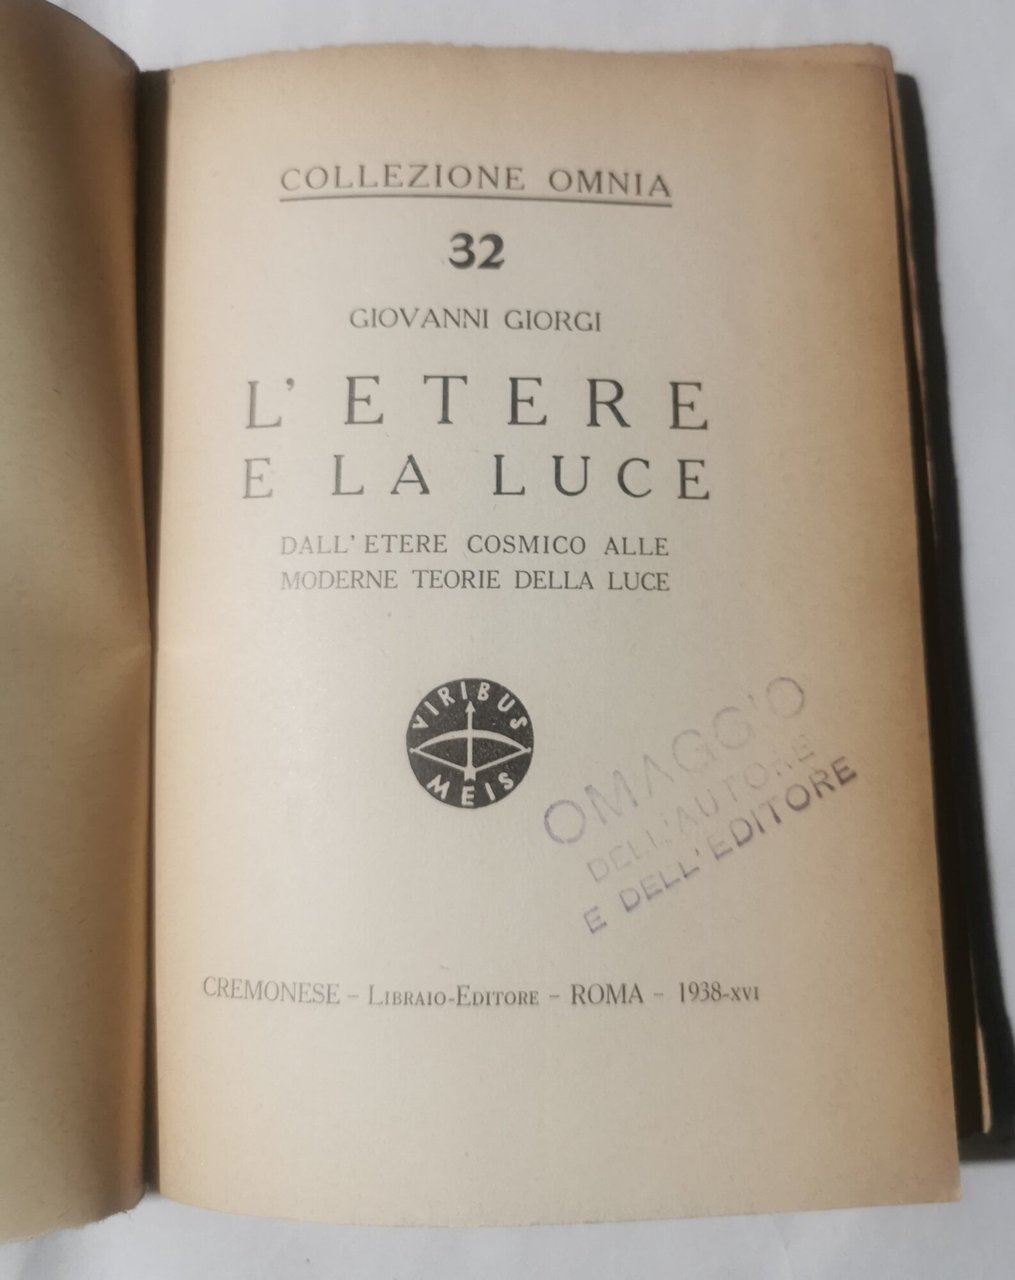 COLLEZIONE OMNIA
32
GIOVANNI GIORGI
L'ETERE
E LA LUCE
DALL'ETERE COSMICO ALLE
MODERNE TEORIE DELLA LUCE
VIRIBUS
MEIS
OMAGGIO
DELL'AUTORE
E DELL'EDITORE
CREMONESE - LIBRAIO-EDITORE - ROMA - 1938-XVI